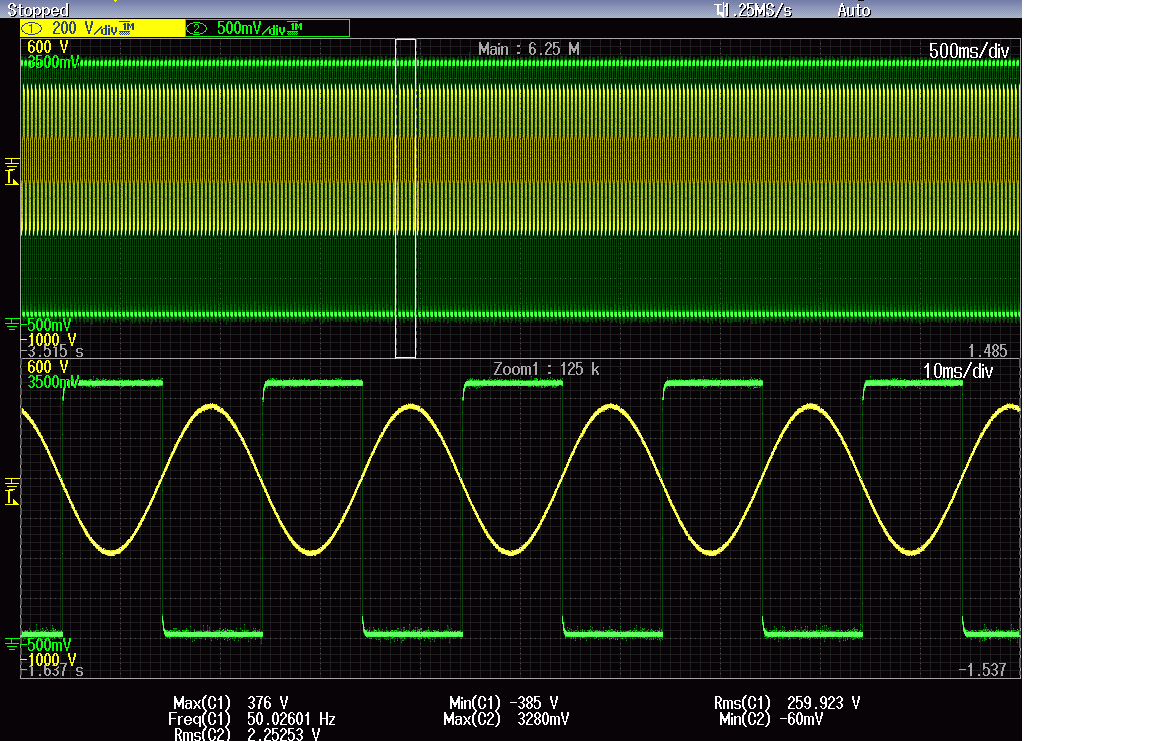 Stopped 1.25MS/s Auto
1 200 V/div 1M 2 500mV/div 1M
600 V Main : 6.25 M 500ms/div
3500mV
-500mV
-1000 V
-3.515 s 1.485
600 V Zoom1 : 125 k 10ms/div
3500mV
-500mV
-1000 V
-1.637 s -1.537
Max(C1) 376 V Min(C1) -385 V Rms(C1) 259.923 V
Freq(C1) 50.02601 Hz Max(C2) 3280mV Min(C2) -60mV
Rms(C2) 2.25253 V